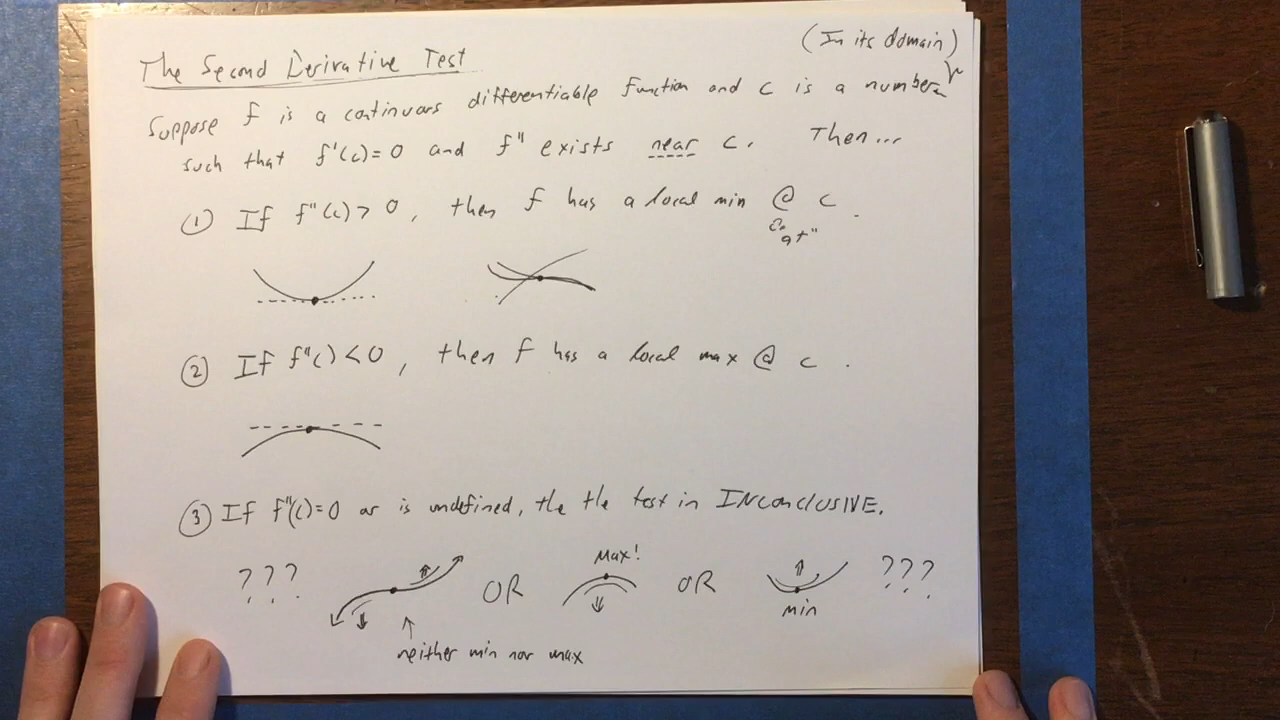 The Second Derivative Test
(In its domain)
Suppose f is a continuous differentiable function and c is a number
such that f'(c)=0 and f" exists near c. Then...
① If f"(c) > 0, then f has a local min @ c.
"at"
② If f"(c) < 0, then f has a local max @ c.
③ If f"(c)=0 or is undefined, the the test in INCONCLUSIVE.
??? OR Max! OR min ???
neither min nor max